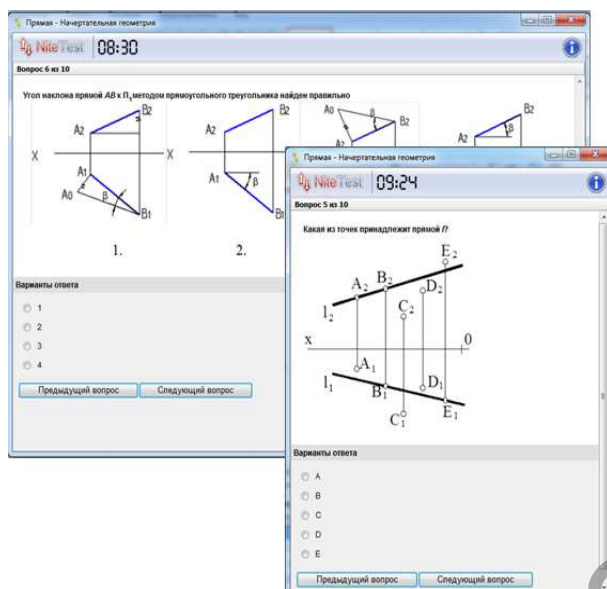 Прямая - Начертательная геометрия
NiteTest 08:30
Вопрос 6 из 10
Угол наклона прямой AB к П₂ методом прямоугольного треугольника найден правильно
B2
A2
X
A1
A0
β
B1
1.
B2
A2
X
A1
β
B1
2.
A0
β
B2
A2
B2
β
A2
Варианты ответа
1
2
3
4
Предыдущий вопрос Следующий вопрос
Прямая - Начертательная геометрия
NiteTest 09:24
Вопрос 5 из 10
Какая из точек принадлежит прямой l?
E₂
A₂ B₂ D₂
C₂
l₂
x 0
A₁
l₁ B₁ D₁
C₁ E₁
Варианты ответа
A
B
C
D
E
Предыдущий вопрос Следующий вопрос